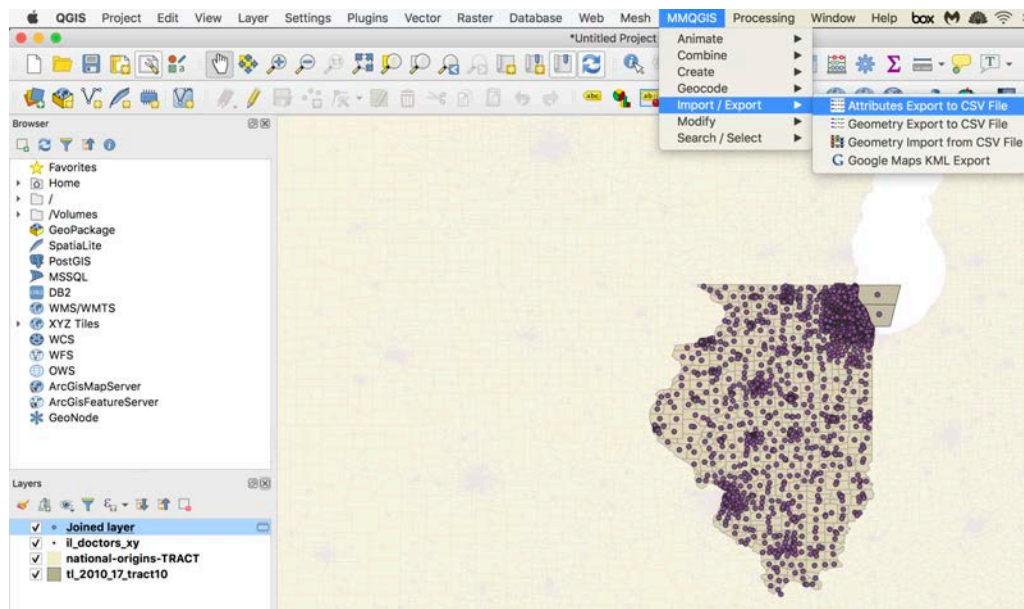 QGIS Project Edit View Layer Settings Plugins Vector Raster Database Web Mesh MMQGIS Processing Window Help box
*Untitled Project
Animate
Combine
Create
Geocode
Import / Export
Modify
Search / Select
Attributes Export to CSV File
Geometry Export to CSV File
Geometry Import from CSV File
Google Maps KML Export
Browser
Favorites
Home
/
/Volumes
GeoPackage
SpatiaLite
PostGIS
MSSQL
DB2
WMS/WMTS
XYZ Tiles
WCS
WFS
OWS
ArcGisMapServer
ArcGisFeatureServer
GeoNode
Layers
Joined layer
il_doctors_xy
national-origins-TRACT
tl_2010_17_tract10